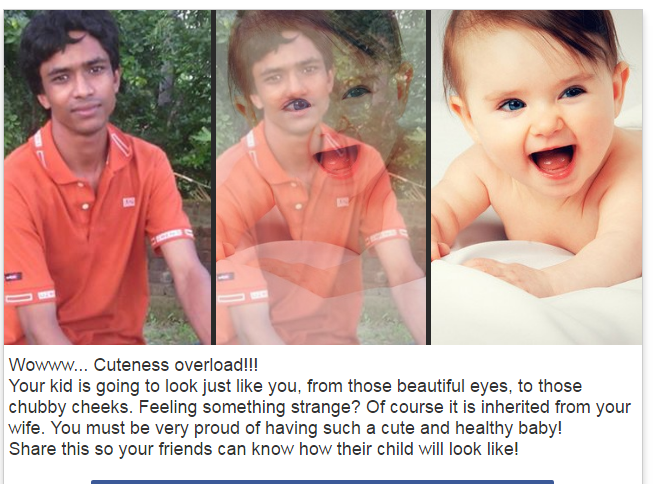 Wowww... Cuteness overload!!!
Your kid is going to look just like you, from those beautiful eyes, to those
chubby cheeks. Feeling something strange? Of course it is inherited from your
wife. You must be very proud of having such a cute and healthy baby!
Share this so your friends can know how their child will look like!